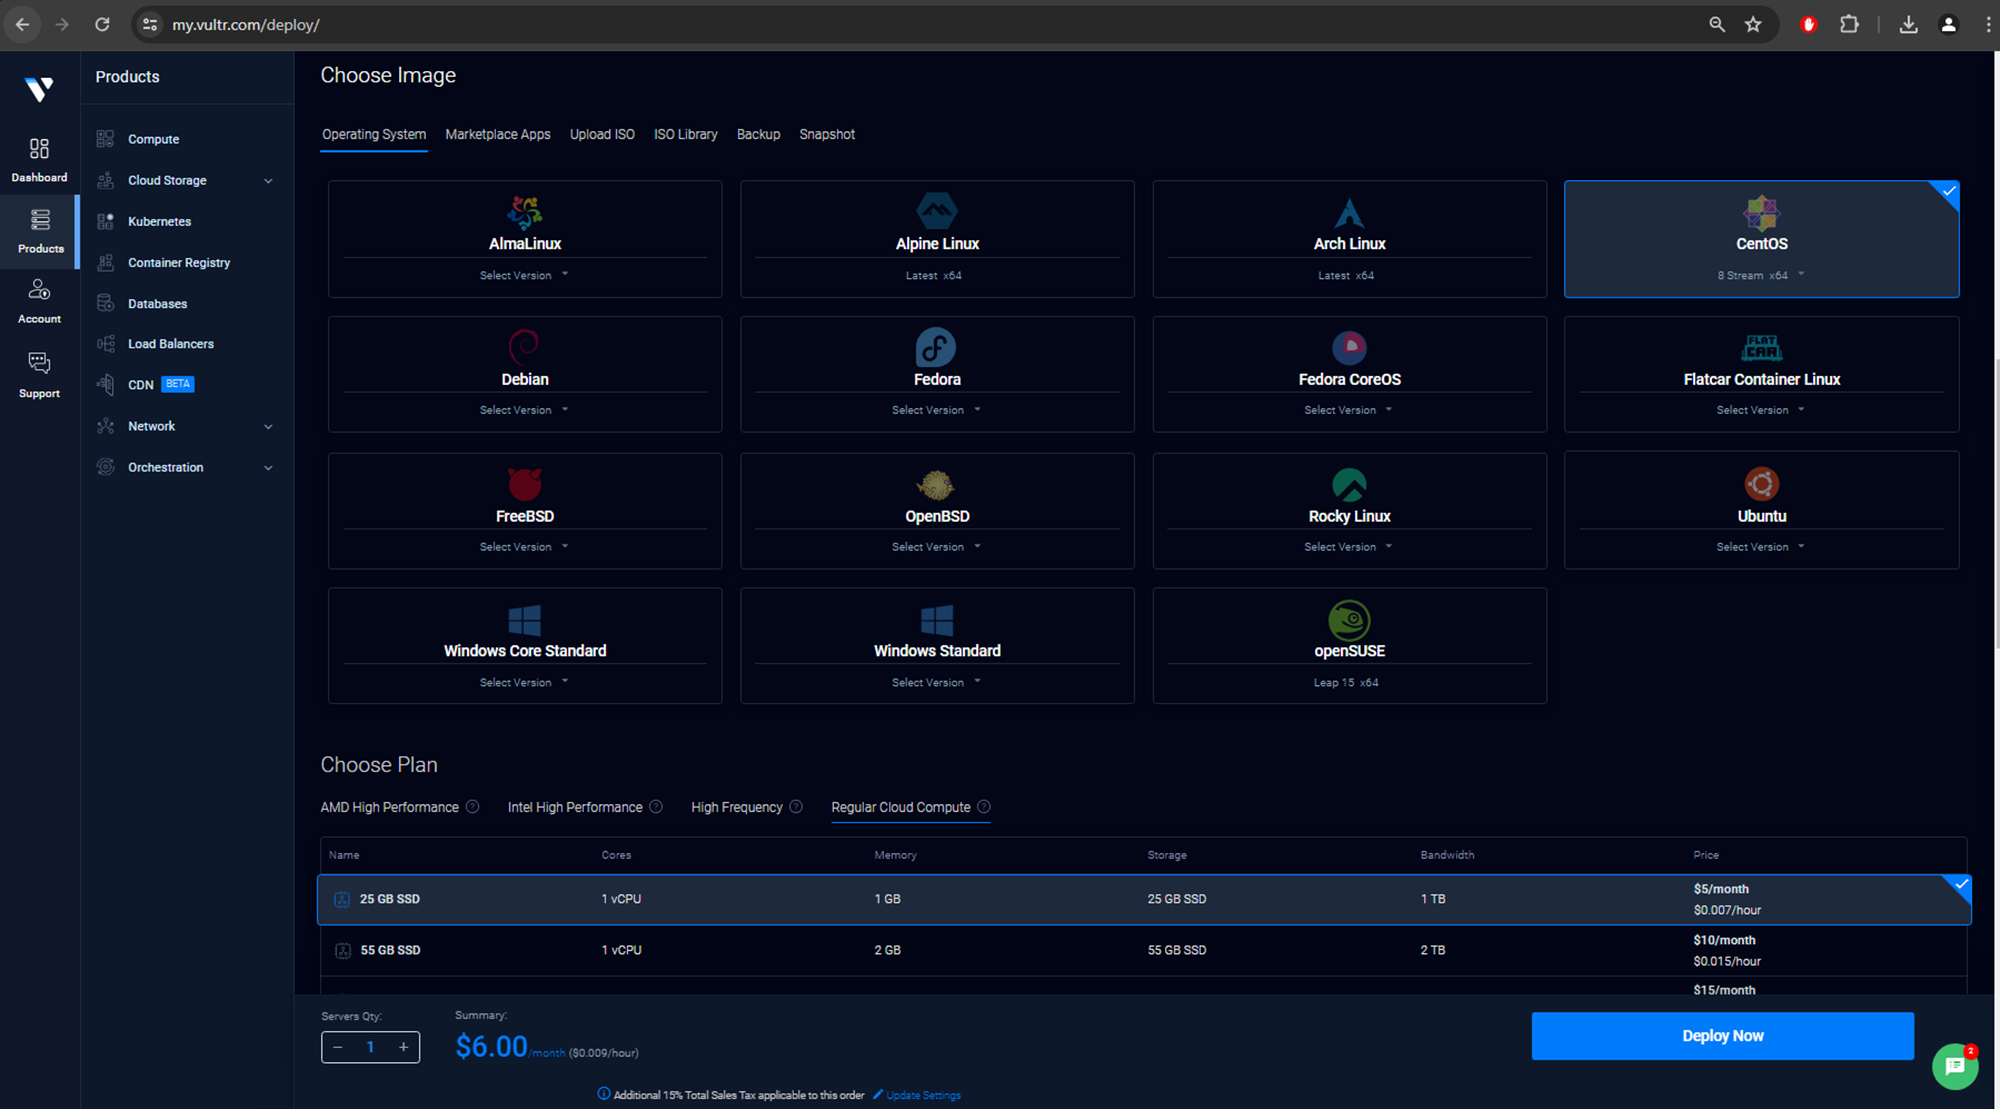 my.vultr.com/deploy/
Products
Dashboard
Products
Account
Support
Compute
Cloud Storage
Kubernetes
Container Registry
Databases
Load Balancers
CDN BETA
Network
Orchestration
Choose Image
Operating System Marketplace Apps Upload ISO ISO Library Backup Snapshot
AlmaLinux
Select Version
Alpine Linux
Latest x64
Arch Linux
Latest x64
CentOS
8 Stream x64
Debian
Select Version
Fedora
Select Version
Fedora CoreOS
Select Version
FLAT
CAR
Flatcar Container Linux
Select Version
FreeBSD
Select Version
OpenBSD
Select Version
Rocky Linux
Select Version
Ubuntu
Select Version
Windows Core Standard
Select Version
Windows Standard
Select Version
openSUSE
Leap 15 x64
Choose Plan
AMD High Performance ? Intel High Performance ? High Frequency ? Regular Cloud Compute ?
Name Cores Memory Storage Bandwidth Price
25 GB SSD 1 vCPU 1 GB 25 GB SSD 1 TB $5/month
$0.007/hour
55 GB SSD 1 vCPU 2 GB 55 GB SSD 2 TB $10/month
$0.015/hour
$15/month
Servers Qty:
− 1 +
Summary:
$6.00/month ($0.009/hour)
Deploy Now
2
Additional 15% Total Sales Tax applicable to this order Update Settings